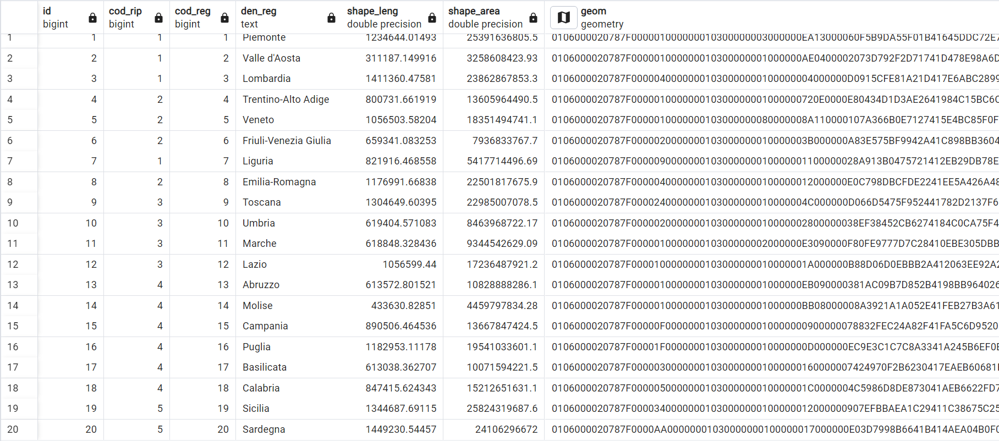 id cod_rip cod_reg den_reg shape_leng shape_area geom
bigint bigint bigint text double precision double precision geometry
1 1 1 1 Piemonte 1234644.01493 25391636805.5 0106000020787F00000100000001030000000003000000EA13000060F5B9DA55F01B41645DDC72E7
2 2 1 2 Valle d'Aosta 311187.149916 3258608423.93 0106000020787F000001000000010300000001000000AE0400002073D792F2D71741D478E98A6D
3 3 1 3 Lombardia 1411360.47581 23862867853.3 0106000020787F00000400000001030000000100000004000000D0915CFE81A21D417E6ABC2899
4 4 2 4 Trentino-Alto Adige 800731.661919 13605964490.5 0106000020787F000001000000010300000001000000720E0000E80434D1D3AE2641984C15BC6C
5 5 2 5 Veneto 1056503.58204 18351494741.1 0106000020787F0000010000000103000000080000008A110000107A366B0E7127415E4BC85F0F
6 6 2 6 Friuli-Venezia Giulia 659341.083253 7936833767.7 0106000020787F0000020000000103000000010000003B000000A83E575BF9942A41C898BB3604
7 7 1 7 Liguria 821916.468558 5417714496.69 0106000020787F0000090000000103000000010000001100000028A913B0475721412EB29DB78E
8 8 2 8 Emilia-Romagna 1176991.66838 22501817675.9 0106000020787F00000400000001030000000100000012000000E0C798DBCFDE2241EE5A426A48
9 9 3 9 Toscana 1304649.60395 22985007078.5 0106000020787F0000240000000103000000010000004C000000D066D5475F952441782D2137F6
10 10 3 10 Umbria 619404.571083 8463968722.17 0106000020787F0000020000000103000000010000002800000038EF38452CB6274184C0CA75F4
11 11 3 11 Marche 618848.328436 9344542629.09 0106000020787F000001000000010300000002000000E3090000F80FE9777D7C28410EBE305DBB
12 12 3 12 Lazio 1056599.44 17236487921.2 0106000020787F0000100000000103000000010000001A000000B88D06D0EBBB2A412063EE92A2
13 13 4 13 Abruzzo 613572.801521 10828888286.1 0106000020787F000001000000010300000001000000EB090000381AC09B7D852B4198BB964026
14 14 4 14 Molise 433630.82851 4459797834.28 0106000020787F000001000000010300000001000000BB08000008A3921A1A052E41FEB27B3A61
15 15 4 15 Campania 890506.464536 13667847424.5 0106000020787F00000F0000000103000000010000000900000078832FEC24A82F41FA5C6D9520
16 16 4 16 Puglia 1182953.11178 19541033601.1 0106000020787F00001F0000000103000000010000000D000000EC9E3C1C7C8A3341A245B6EF0E
17 17 4 17 Basilicata 613038.362707 10071594221.5 0106000020787F000003000000010300000001000000160000007424970F2B6230417EAEB60681
18 18 4 18 Calabria 847415.624343 15212651631.1 0106000020787F0000050000000103000000010000001C0000004C5986D8DE873041AEB6622FD7
19 19 5 19 Sicilia 1344687.69115 25824319687.6 0106000020787F00003400000001030000000100000012000000907EFBBAEA1C29411C38675C25
20 20 5 20 Sardegna 1449230.54457 24106296672 0106000020787F0000AA00000001030000000100000017000000E03D7998B6641B414AEA04B0F0